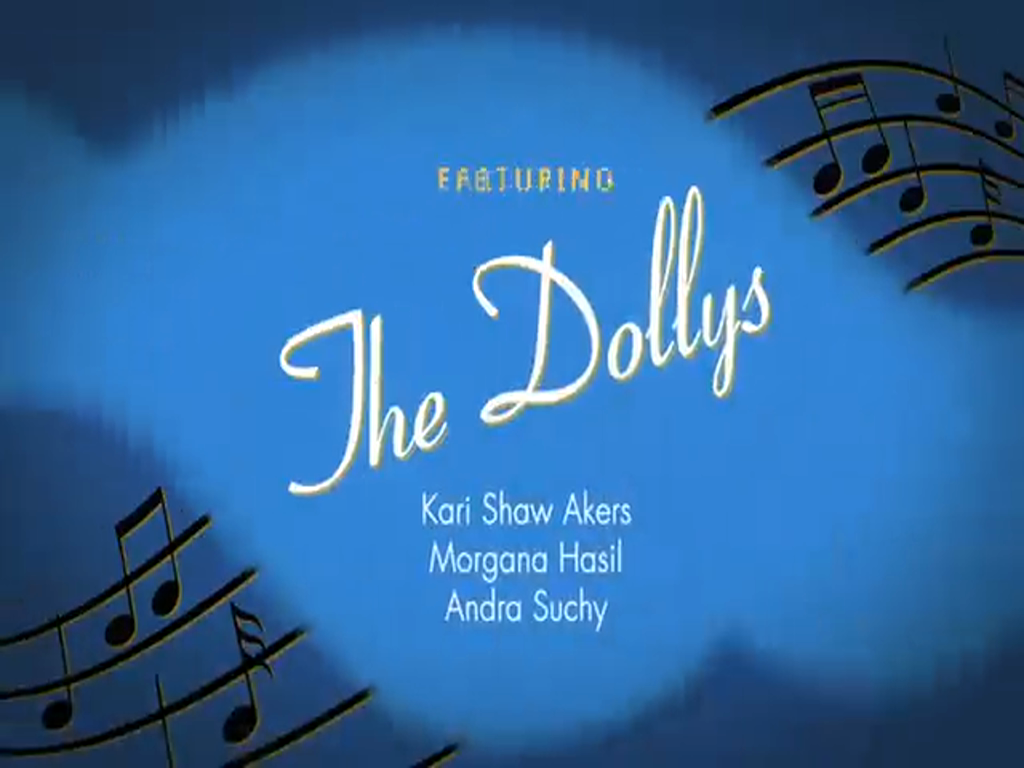 FEATURING
The Dollys
Kari Shaw Akers
Morgana Hasil
Andra Suchy